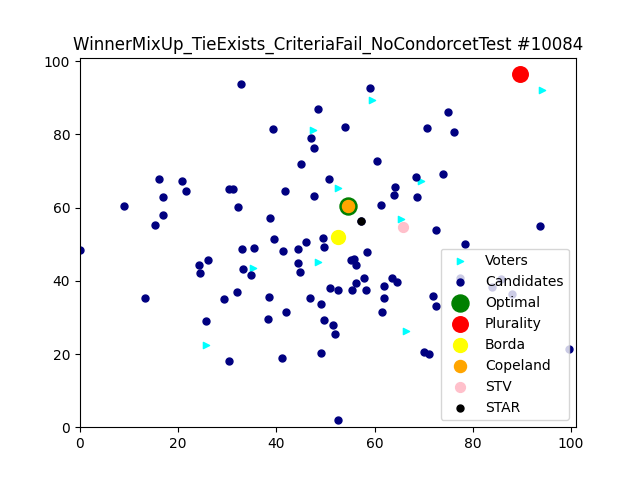 WinnerMixUp_TieExists_CriteriaFail_NoCondorcetTest #10084
100
80
60
40
20
0
0 20 40 60 80 100
Voters
Candidates
Optimal
Plurality
Borda
Copeland
STV
STAR